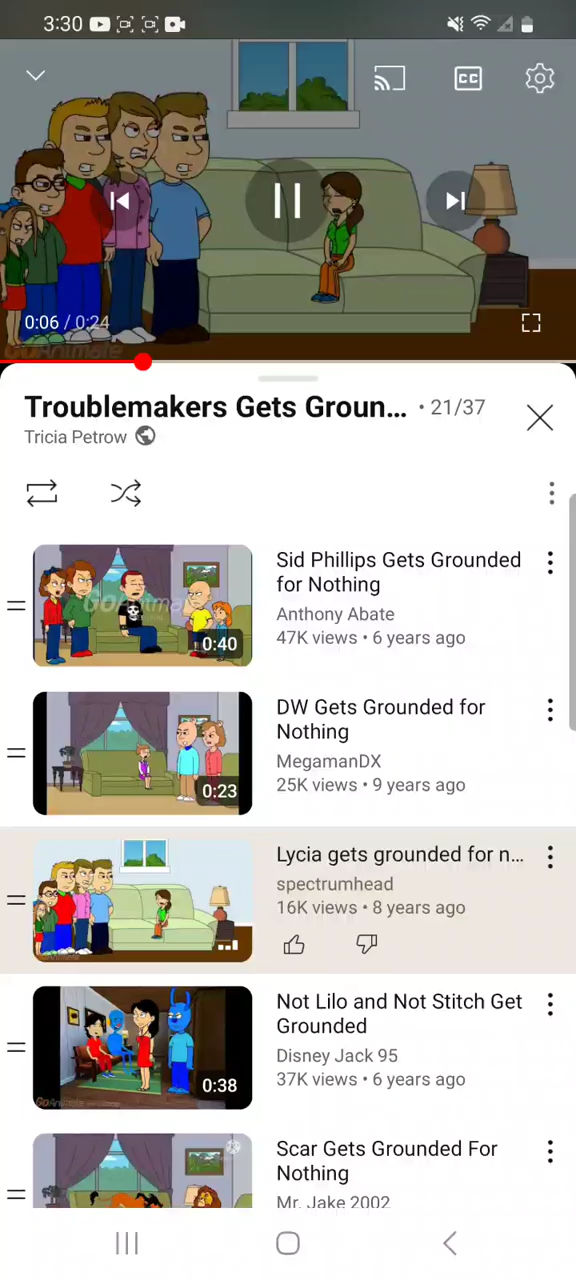 3:30
CC
0:06 / 0:24
GoAnimate
Troublemakers Gets Groun... • 21/37
Tricia Petrow
Sid Phillips Gets Grounded
for Nothing
Anthony Abate
47K views • 6 years ago
GoAnimate
0:40
DW Gets Grounded for
Nothing
MegamanDX
25K views • 9 years ago
0:23
Lycia gets grounded for n...
spectrumhead
16K views • 8 years ago
Not Lilo and Not Stitch Get
Grounded
Disney Jack 95
37K views • 6 years ago
0:38
GoAnimate
Scar Gets Grounded For
Nothing
Mr. Jake 2002